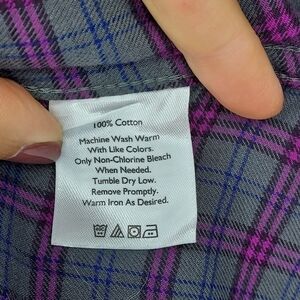 100% Cotton
Machine Wash Warm
With Like Colors.
Only Non-Chlorine Bleach
When Needed.
Tumble Dry Low.
Remove Promptly.
Warm Iron As Desired.